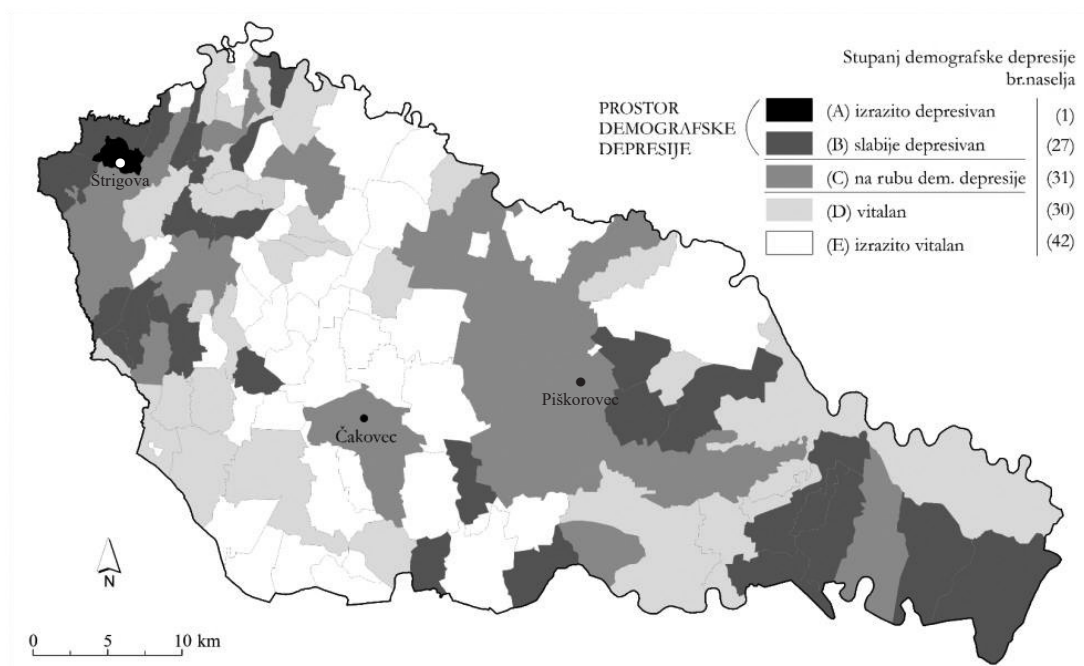 Stupanj demografske depresije
br.naselja
PROSTOR
DEMOGRAFSKE
DEPRESIJE
(A) izrazito depresivan (1)
(B) slabije depresivan (27)
(C) na rubu dem. depresije (31)
(D) vitalan (30)
(E) izrazito vitalan (42)
Štrigova
Piškorovec
Čakovec
N
0 5 10 km